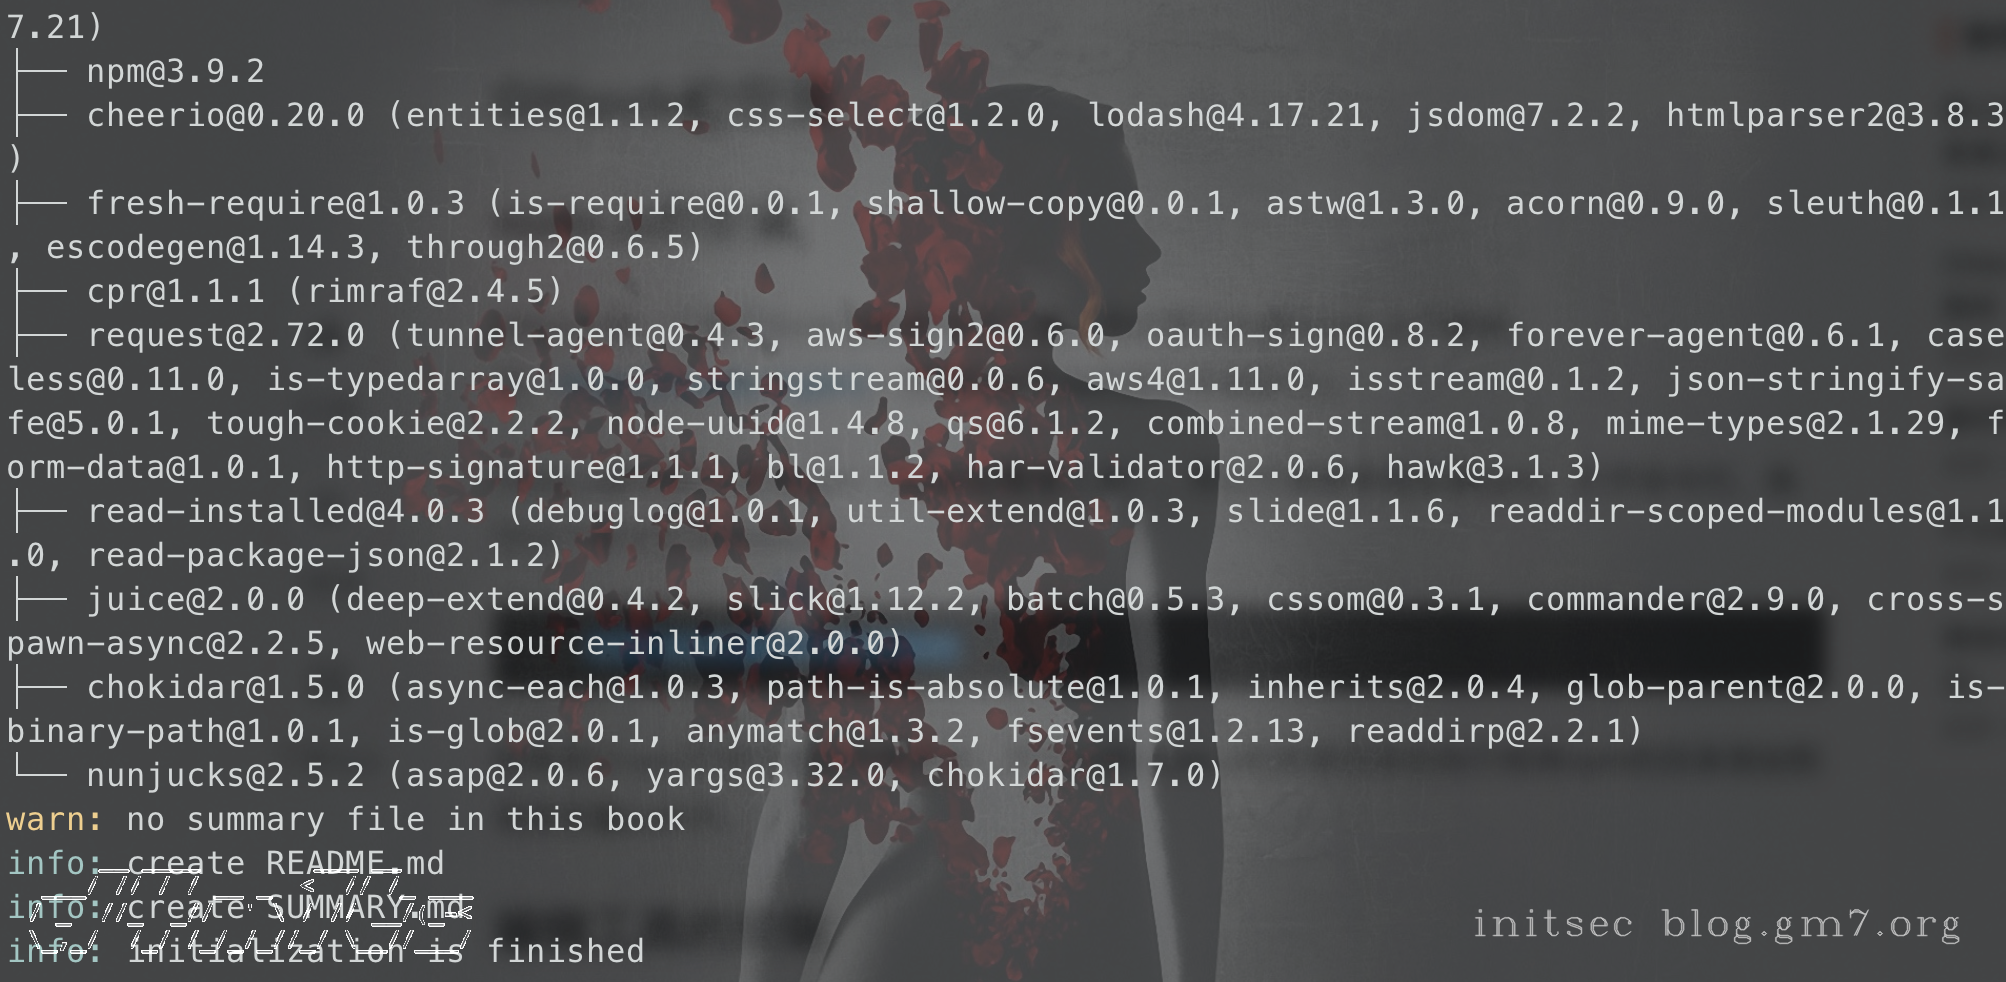 7.21)
├── npm@3.9.2
├── cheerio@0.20.0 (entities@1.1.2, css-select@1.2.0, lodash@4.17.21, jsdom@7.2.2, htmlparser2@3.8.3
)
├── fresh-require@1.0.3 (is-require@0.0.1, shallow-copy@0.0.1, astw@1.3.0, acorn@0.9.0, sleuth@0.1.1
, escodegen@1.14.3, through2@0.6.5)
├── cpr@1.1.1 (rimraf@2.4.5)
├── request@2.72.0 (tunnel-agent@0.4.3, aws-sign2@0.6.0, oauth-sign@0.8.2, forever-agent@0.6.1, case
less@0.11.0, is-typedarray@1.0.0, stringstream@0.0.6, aws4@1.11.0, isstream@0.1.2, json-stringify-sa
fe@5.0.1, tough-cookie@2.2.2, node-uuid@1.4.8, qs@6.1.2, combined-stream@1.0.8, mime-types@2.1.29, f
orm-data@1.0.1, http-signature@1.1.1, bl@1.1.2, har-validator@2.0.6, hawk@3.1.3)
├── read-installed@4.0.3 (debuglog@1.0.1, util-extend@1.0.3, slide@1.1.6, readdir-scoped-modules@1.1
.0, read-package-json@2.1.2)
├── juice@2.0.0 (deep-extend@0.4.2, slick@1.12.2, batch@0.5.3, cssom@0.3.1, commander@2.9.0, cross-s
pawn-async@2.2.5, web-resource-inliner@2.0.0)
├── chokidar@1.5.0 (async-each@1.0.3, path-is-absolute@1.0.1, inherits@2.0.4, glob-parent@2.0.0, is-
binary-path@1.0.1, is-glob@2.0.1, anymatch@1.3.2, fsevents@1.2.13, readdirp@2.2.1)
└── nunjucks@2.5.2 (asap@2.0.6, yargs@3.32.0, chokidar@1.7.0)
warn: no summary file in this book
info: create README.md
info: create SUMMARY.md
info: initialization is finished
initsec blog.gm7.org